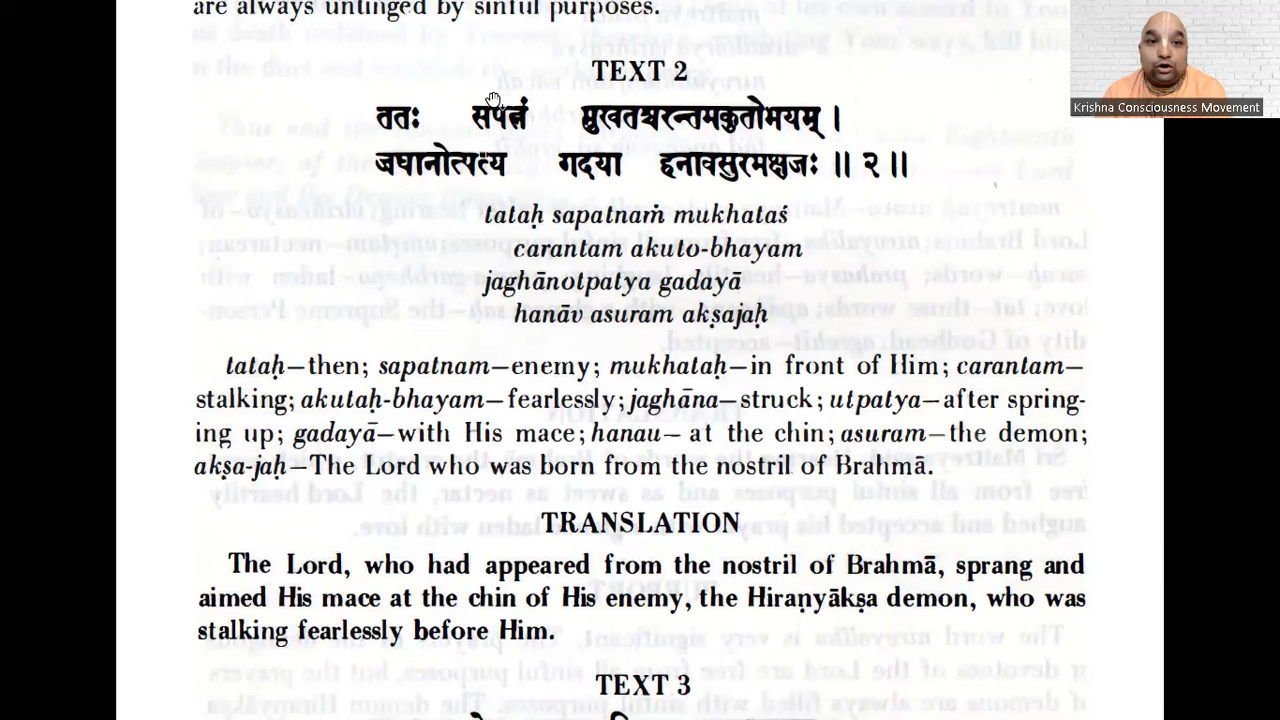 are always untinged by sinful purposes.
Krishna Consciousness Movement
TEXT 2
ततः सपत्नं मुखतश्चरन्तमकुतोभयम् ।
जघानोत्पत्य गदया हनावसुरमक्षजः ॥ २ ॥
tataḥ sapatnaṁ mukhataś
carantam akuto-bhayam
jaghānotpatya gadayā
hanāv asuram akṣajaḥ
tataḥ—then; sapatnam—enemy; mukhataḥ—in front of Him; carantam—
stalking; akutaḥ-bhayam—fearlessly; jaghāna—struck; utpatya—after spring-
ing up; gadayā—with His mace; hanau— at the chin; asuram—the demon;
akṣa-jaḥ—The Lord who was born from the nostril of Brahmā.
TRANSLATION
The Lord, who had appeared from the nostril of Brahmā, sprang and
aimed His mace at the chin of His enemy, the Hiraṇyākṣa demon, who was
stalking fearlessly before Him.
TEXT 3